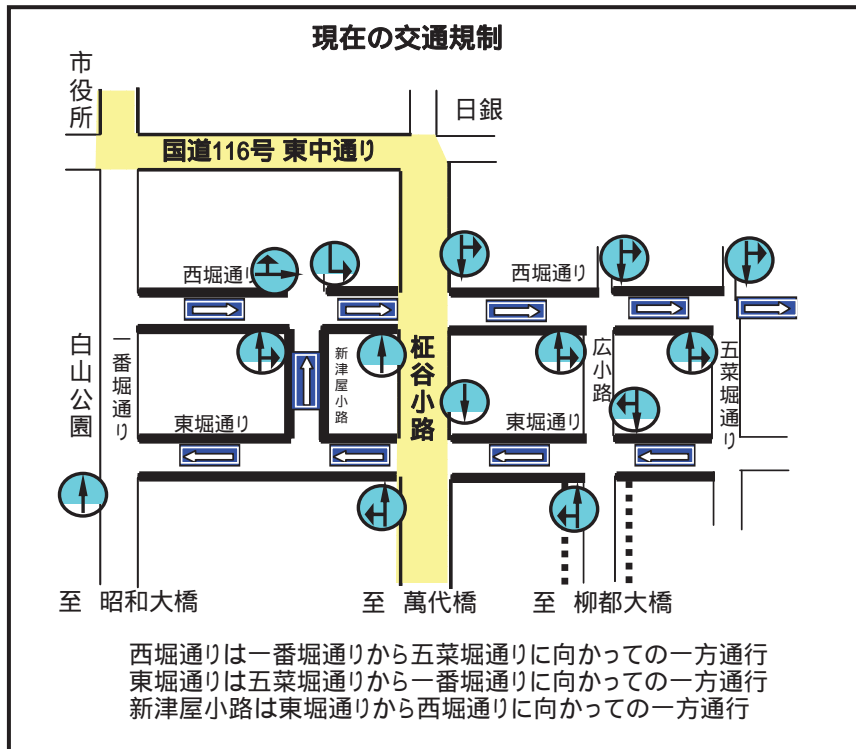 現在の交通規制
市役所
日銀
国道116号 東中通り
西堀通り
西堀通り
白山公園
一番堀通り
新津屋小路
柾谷小路
広小路
五菜堀通り
東堀通り
東堀通り
至 昭和大橋
至 萬代橋
至 柳都大橋
西堀通りは一番堀通りから五菜堀通りに向かっての一方通行
東堀通りは五菜堀通りから一番堀通りに向かっての一方通行
新津屋小路は東堀通りから西堀通りに向かっての一方通行